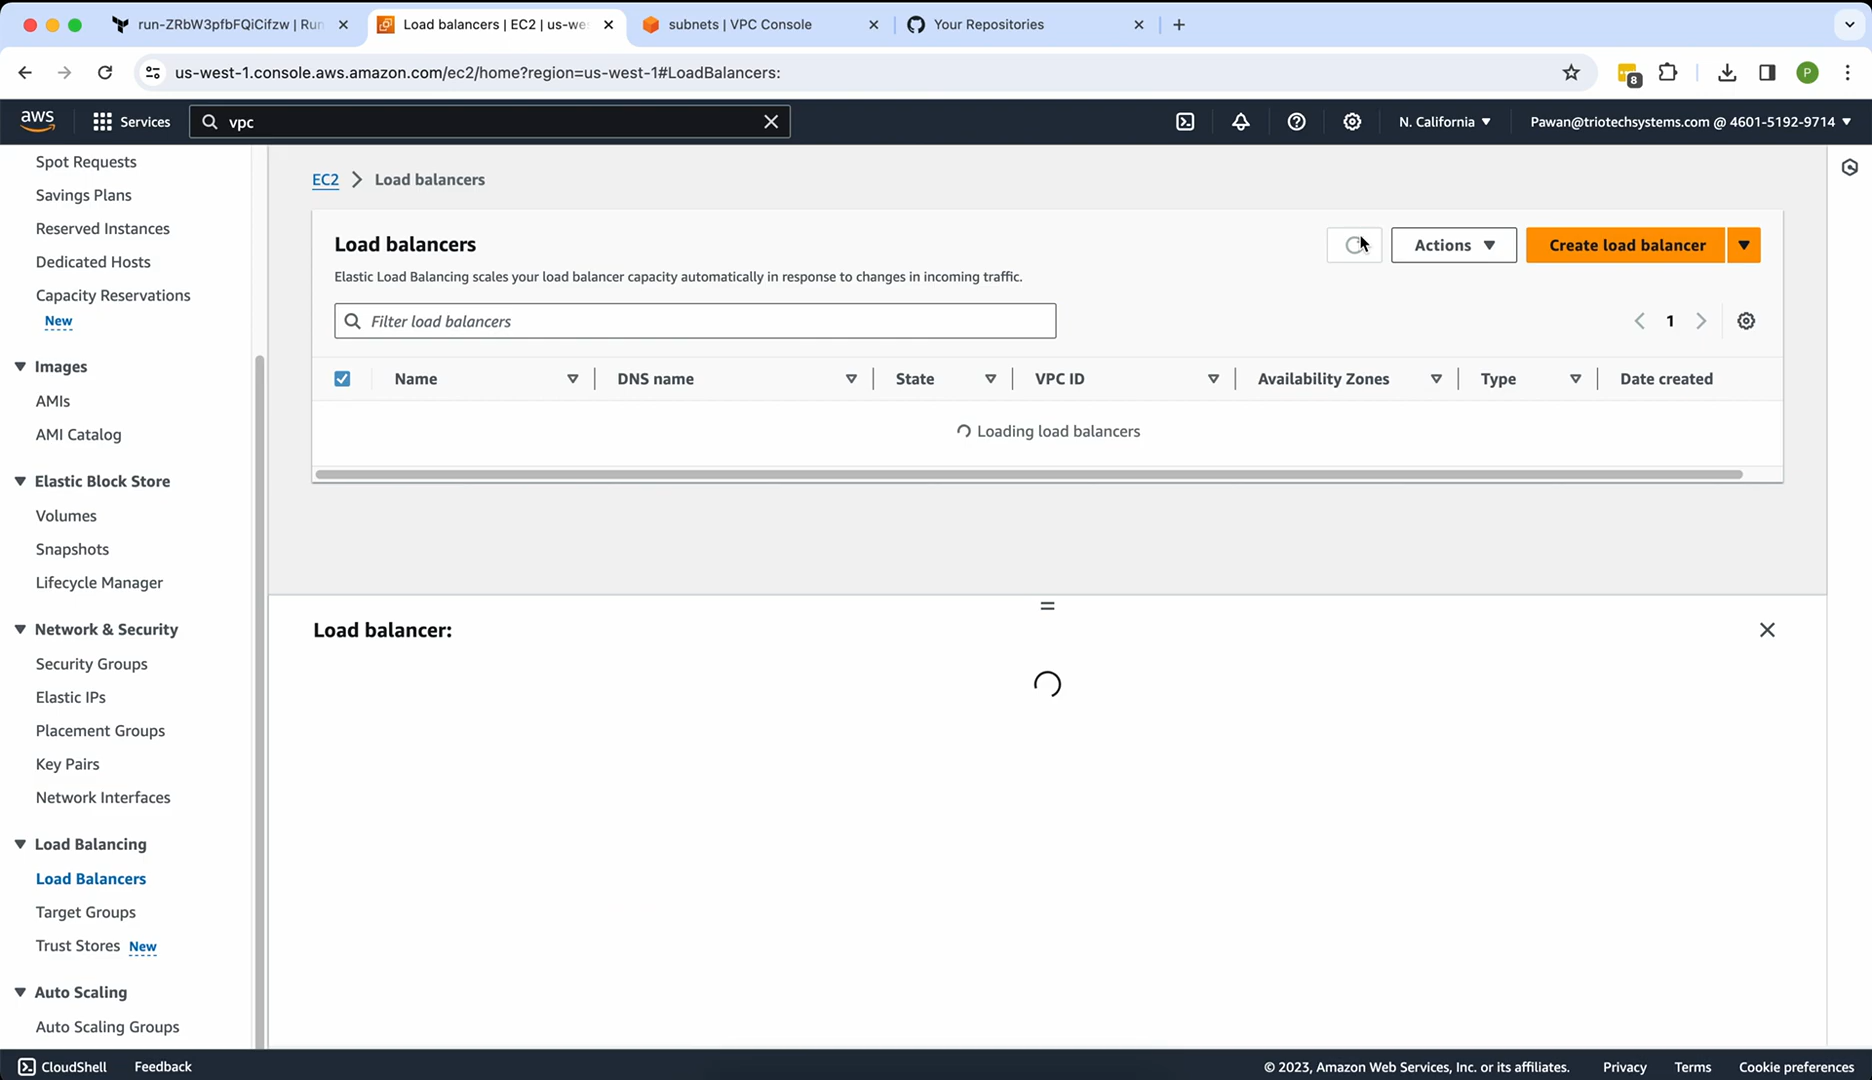 run-ZRbW3pfbFQiCifzw | Run
Load balancers | EC2 | us-we
subnets | VPC Console
Your Repositories
us-west-1.console.aws.amazon.com/ec2/home?region=us-west-1#LoadBalancers:
8
P
aws
Services
vpc
N. California
Pawan@triotechsystems.com @ 4601-5192-9714
Spot Requests
Savings Plans
Reserved Instances
Dedicated Hosts
Capacity Reservations
New
Images
AMIs
AMI Catalog
Elastic Block Store
Volumes
Snapshots
Lifecycle Manager
Network & Security
Security Groups
Elastic IPs
Placement Groups
Key Pairs
Network Interfaces
Load Balancing
Load Balancers
Target Groups
Trust Stores New
Auto Scaling
Auto Scaling Groups
EC2 > Load balancers
Load balancers
Actions
Create load balancer
Elastic Load Balancing scales your load balancer capacity automatically in response to changes in incoming traffic.
Filter load balancers
1
Name
DNS name
State
VPC ID
Availability Zones
Type
Date created
Loading load balancers
Load balancer:
CloudShell
Feedback
© 2023, Amazon Web Services, Inc. or its affiliates.
Privacy
Terms
Cookie preferences